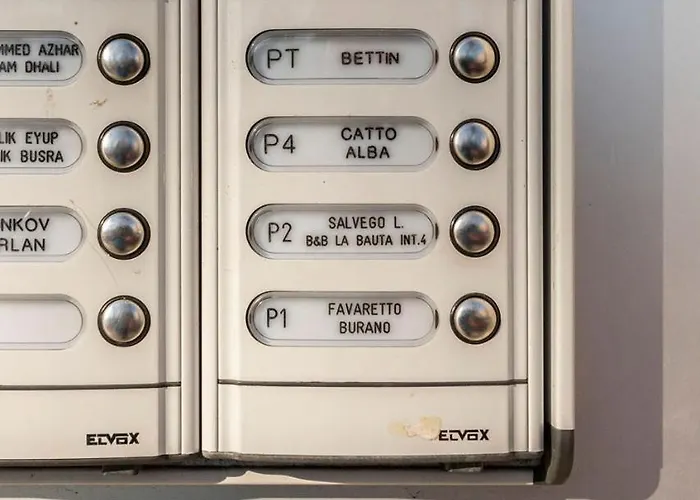 MMED AZHAR
AM DHALI
LIK EYUP
IK BUSRA
NKOV
RLAN
ELVOX
PT BETTIN
P4 CATTO
ALBA
P2 SALVEGO L.
B&B LA BAUTA INT.4
P1 FAVARETTO
BURANO
ELVOX